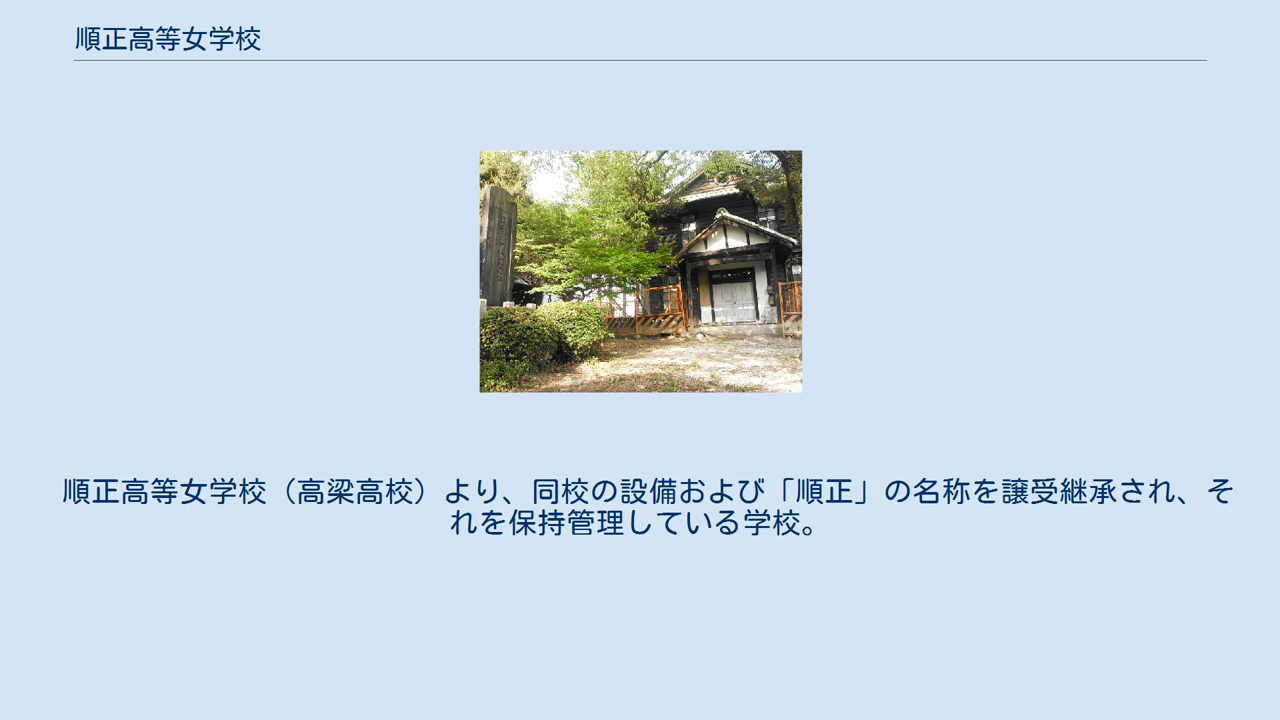 順正高等女学校
順正高等女学校（高梁高校）より、同校の設備および「順正」の名称を譲受継承され、そ
れを保持管理している学校。